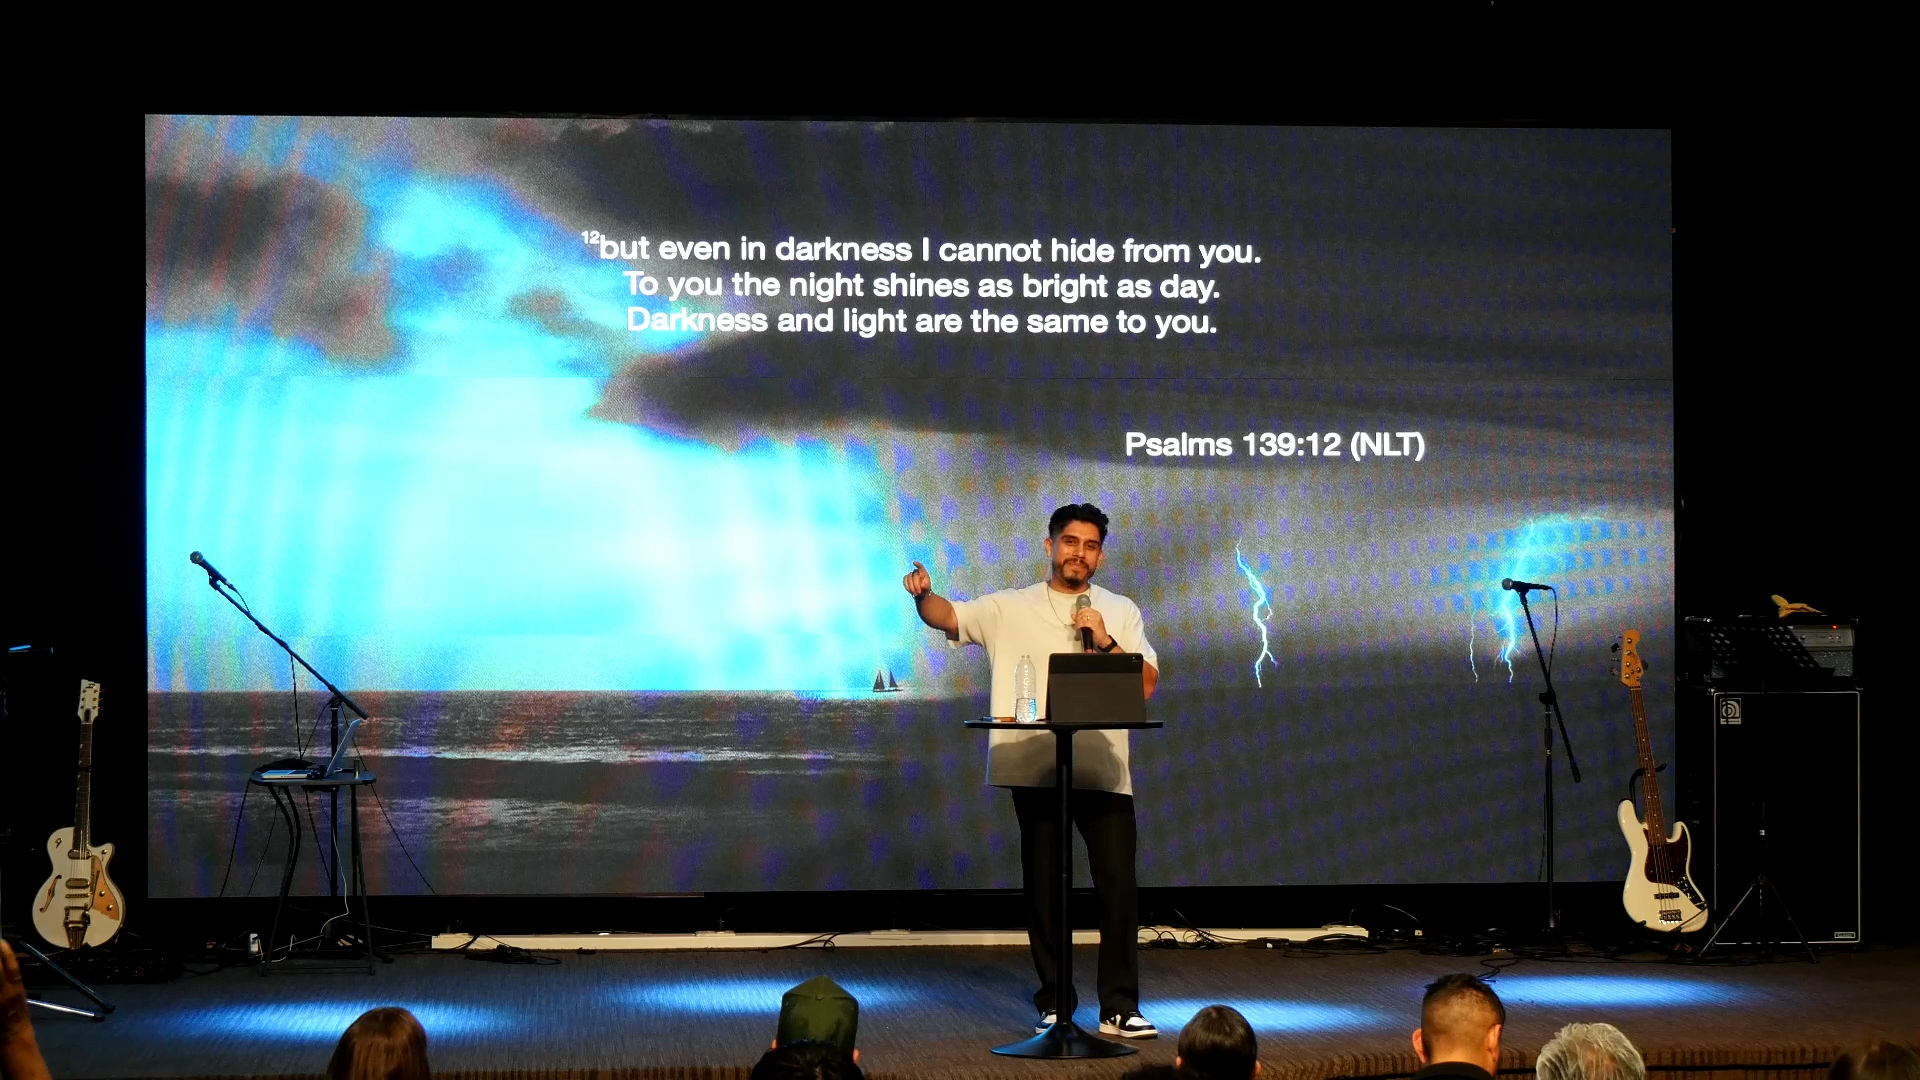 ¹²but even in darkness I cannot hide from you.
To you the night shines as bright as day.
Darkness and light are the same to you.
Psalms 139:12 (NLT)